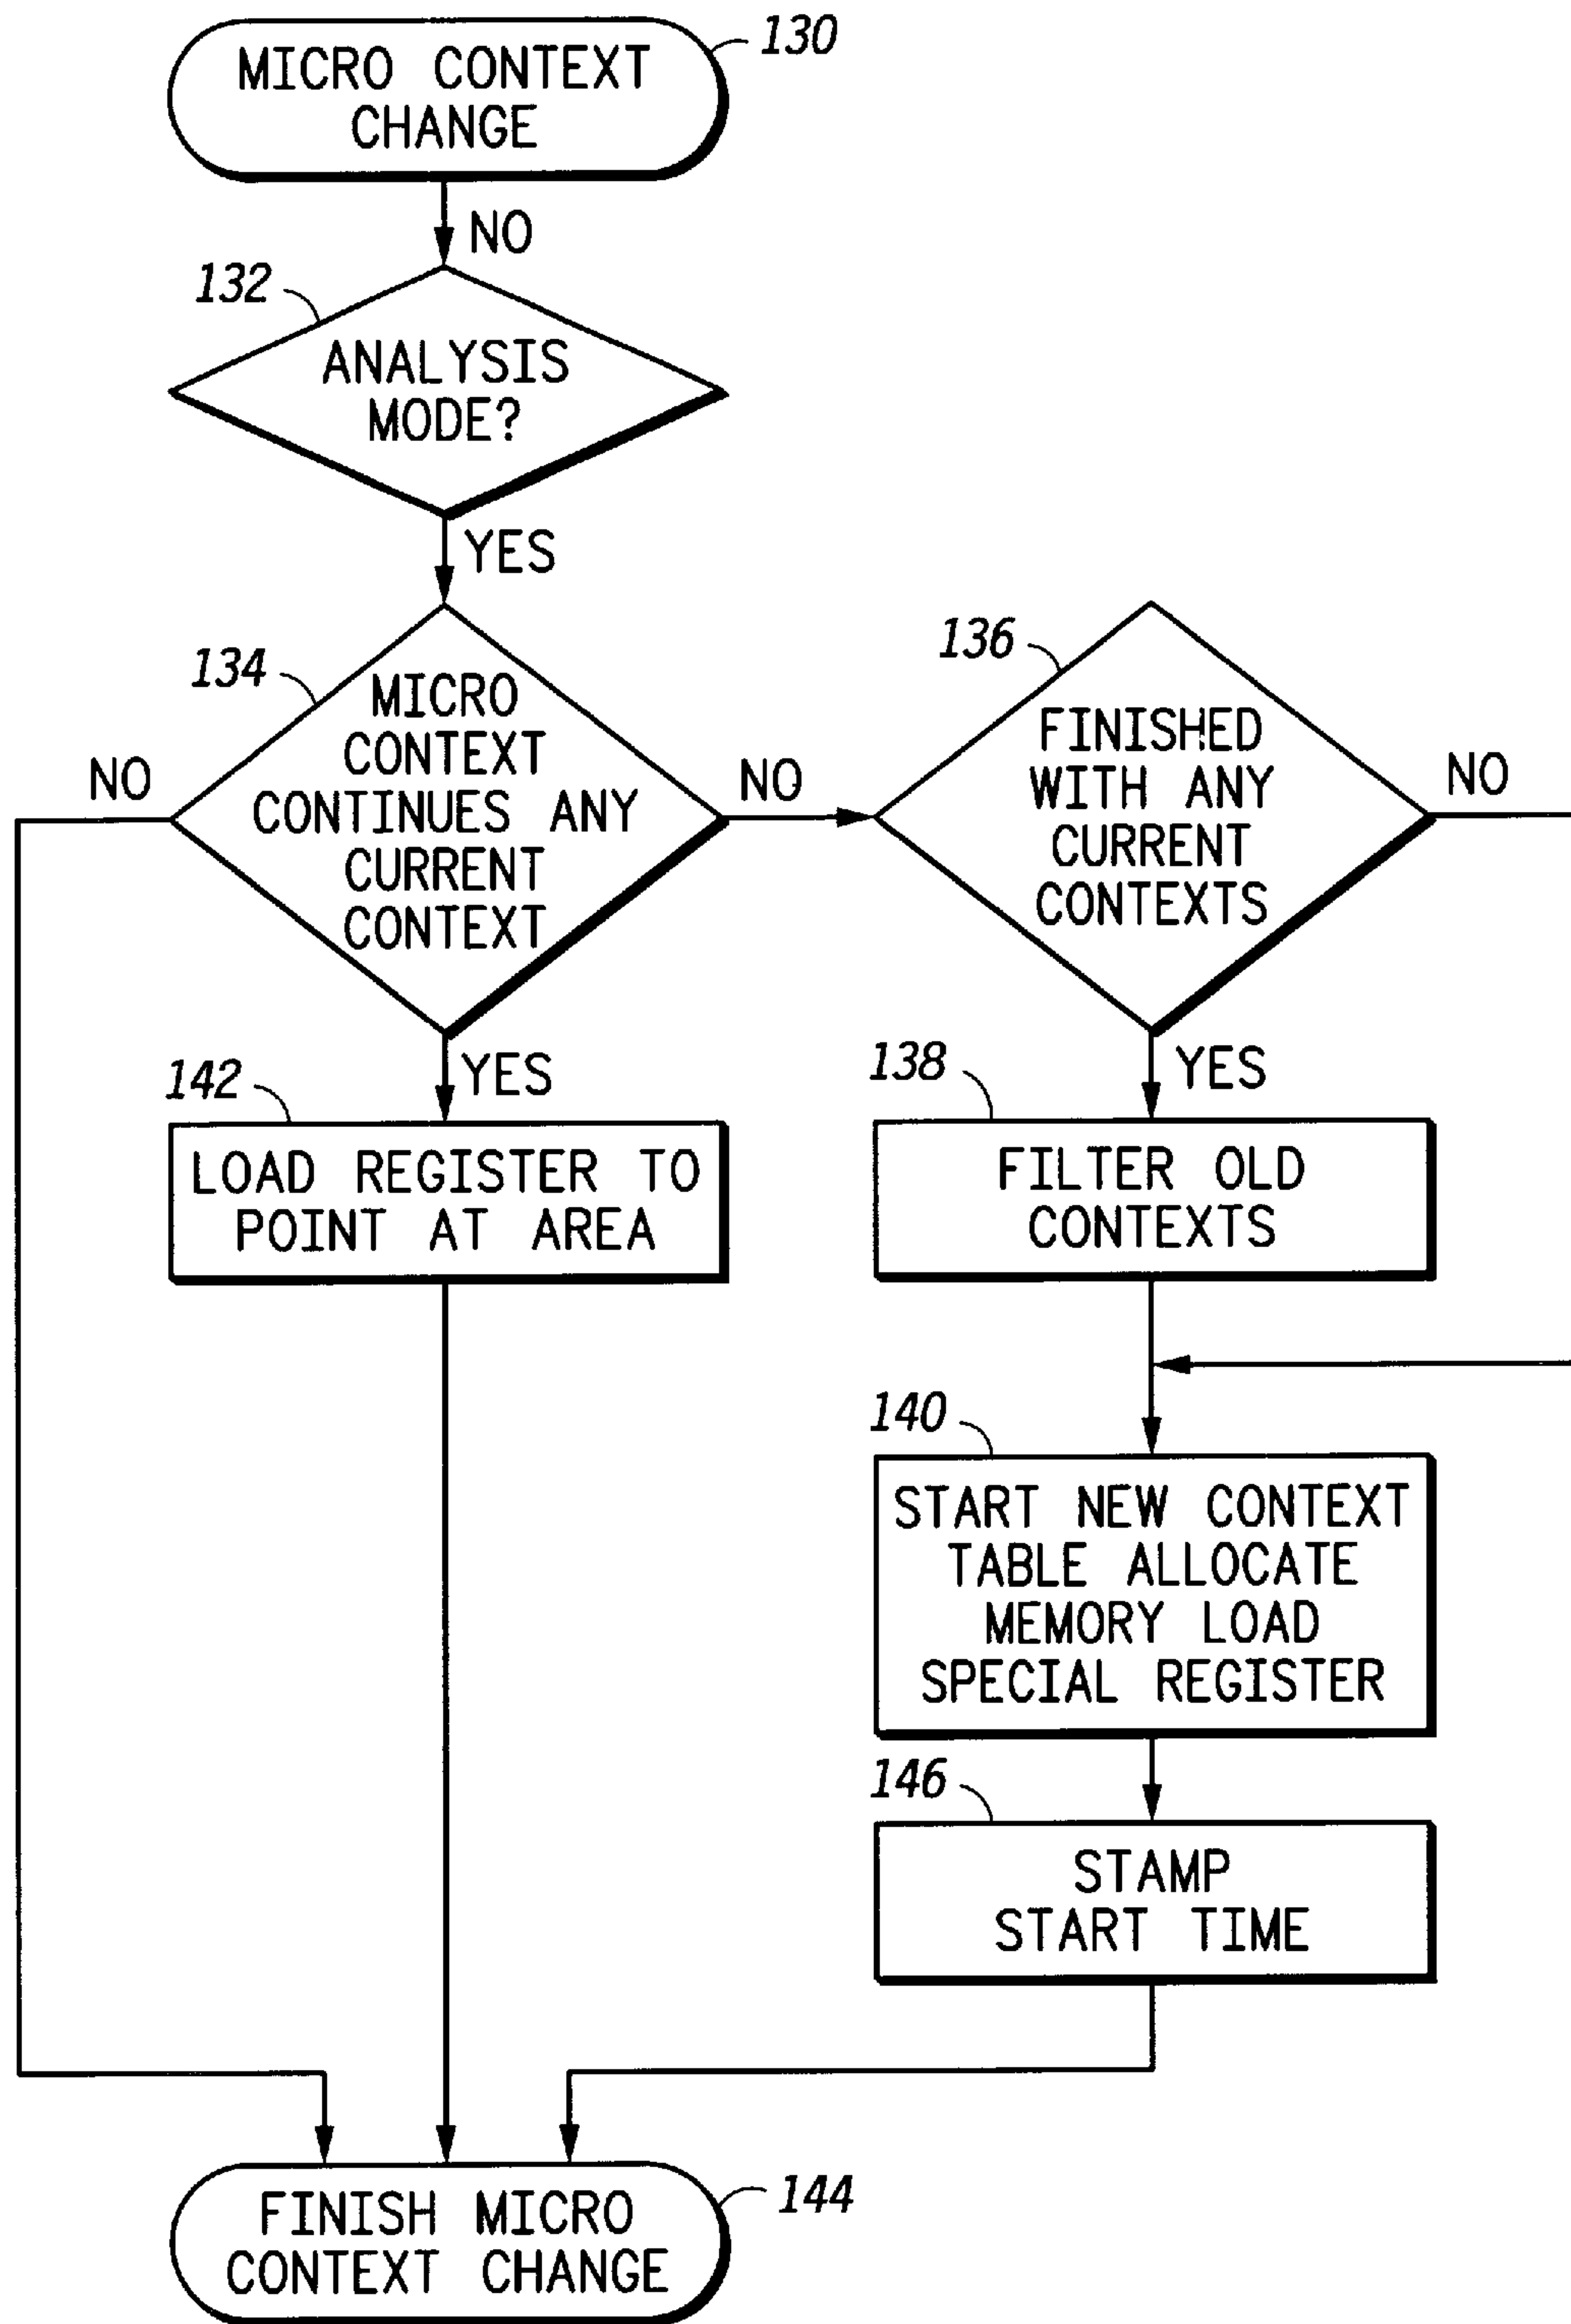 MICRO CONTEXT
CHANGE
130
NO
132
ANALYSIS
MODE?
YES
134
MICRO
CONTEXT
CONTINUES ANY
CURRENT
CONTEXT
NO
NO
136
FINISHED
WITH ANY
CURRENT
CONTEXTS
NO
YES
142
LOAD REGISTER TO
POINT AT AREA
YES
138
FILTER OLD
CONTEXTS
140
START NEW CONTEXT
TABLE ALLOCATE
MEMORY LOAD
SPECIAL REGISTER
146
STAMP
START TIME
FINISH MICRO
CONTEXT CHANGE
144